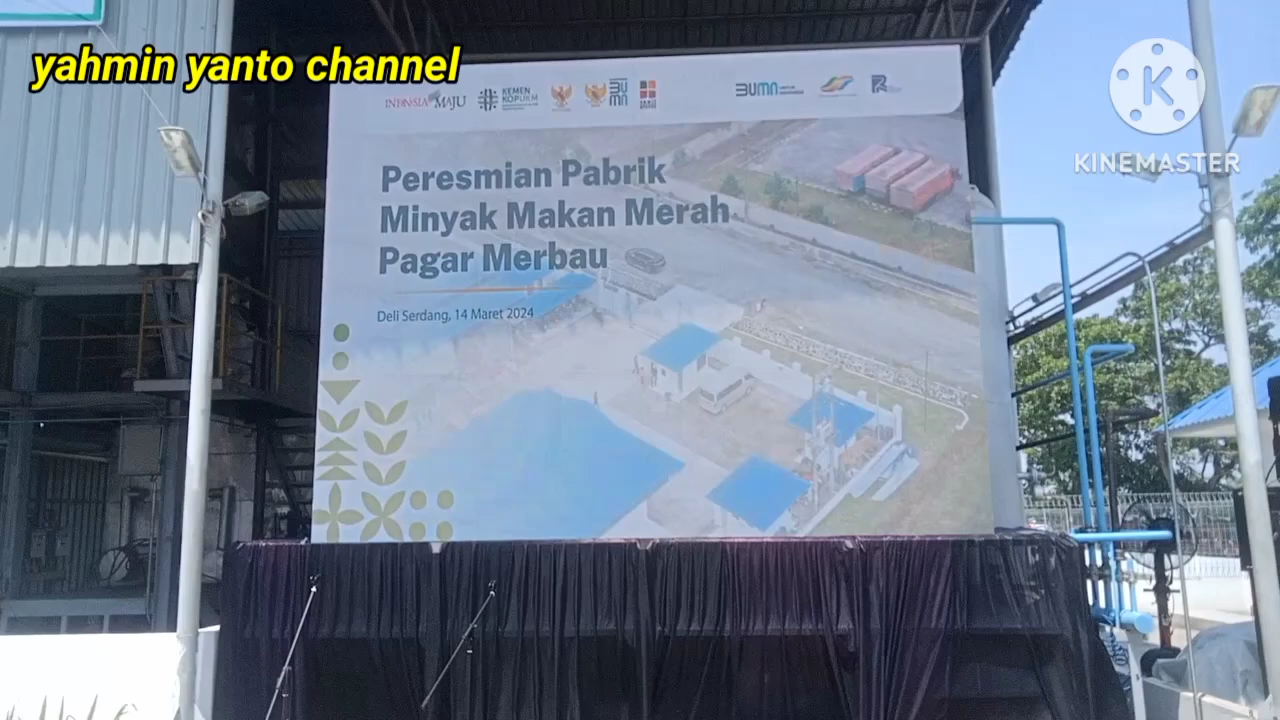 yahmin yanto channel
KINEMASTER
INDONESIA MAJU
KEMEN
KOPUKM
BUMN
BUMN
Peresmian Pabrik
Minyak Makan Merah
Pagar Merbau
Deli Serdang, 14 Maret 2024